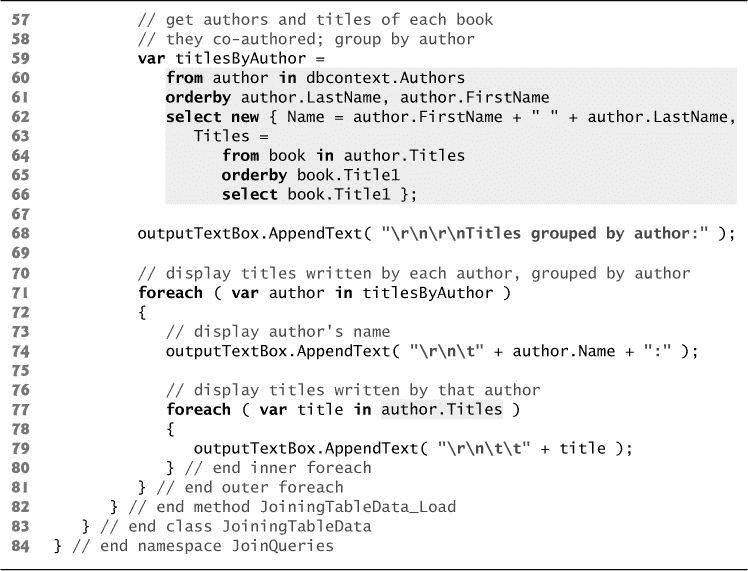 57 // get authors and titles of each book
58 // they co-authored; group by author
59 var titlesByAuthor =
60 from author in dbcontext.Authors
61 orderby author.LastName, author.FirstName
62 select new { Name = author.FirstName + " " + author.LastName,
63 Titles =
64 from book in author.Titles
65 orderby book.Title1
66 select book.Title1 };
67
68 outputTextBox.AppendText( "\r\n\r\nTitles grouped by author:" );
69
70 // display titles written by each author, grouped by author
71 foreach ( var author in titlesByAuthor )
72 {
73 // display author's name
74 outputTextBox.AppendText( "\r\n\t" + author.Name + ":" );
75
76 // display titles written by that author
77 foreach ( var title in author.Titles )
78 {
79 outputTextBox.AppendText( "\r\n\t\t" + title );
80 } // end inner foreach
81 } // end outer foreach
82 } // end method JoiningTableData_Load
83 } // end class JoiningTableData
84 } // end namespace JoinQueries